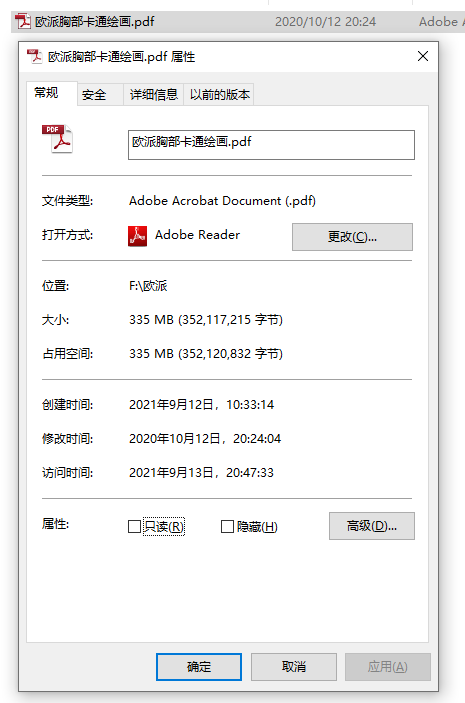 欧派胸部卡通绘画.pdf 2020/10/12 20:24 Adobe A
欧派胸部卡通绘画.pdf 属性
常规 安全 详细信息 以前的版本
PDF
欧派胸部卡通绘画.pdf
文件类型: Adobe Acrobat Document (.pdf)
打开方式: Adobe Reader 更改(C)...
位置: F:\欧派
大小: 335 MB (352,117,215 字节)
占用空间: 335 MB (352,120,832 字节)
创建时间: 2021年9月12日，10:33:14
修改时间: 2020年10月12日，20:24:04
访问时间: 2021年9月13日，20:47:33
属性: 只读(R) 隐藏(H) 高级(D)...
确定 取消 应用(A)